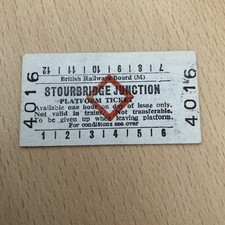 12 11 10 9 8 7
British Railways Board (M)
STOURBRIDGE JUNCTION
PLATFORM TICKET
Available one hour on day of issue only.
Not valid in trains. Not transferable.
To be given up when leaving platform.
For conditions see over
1 2 3 4 5 6
4016
4016